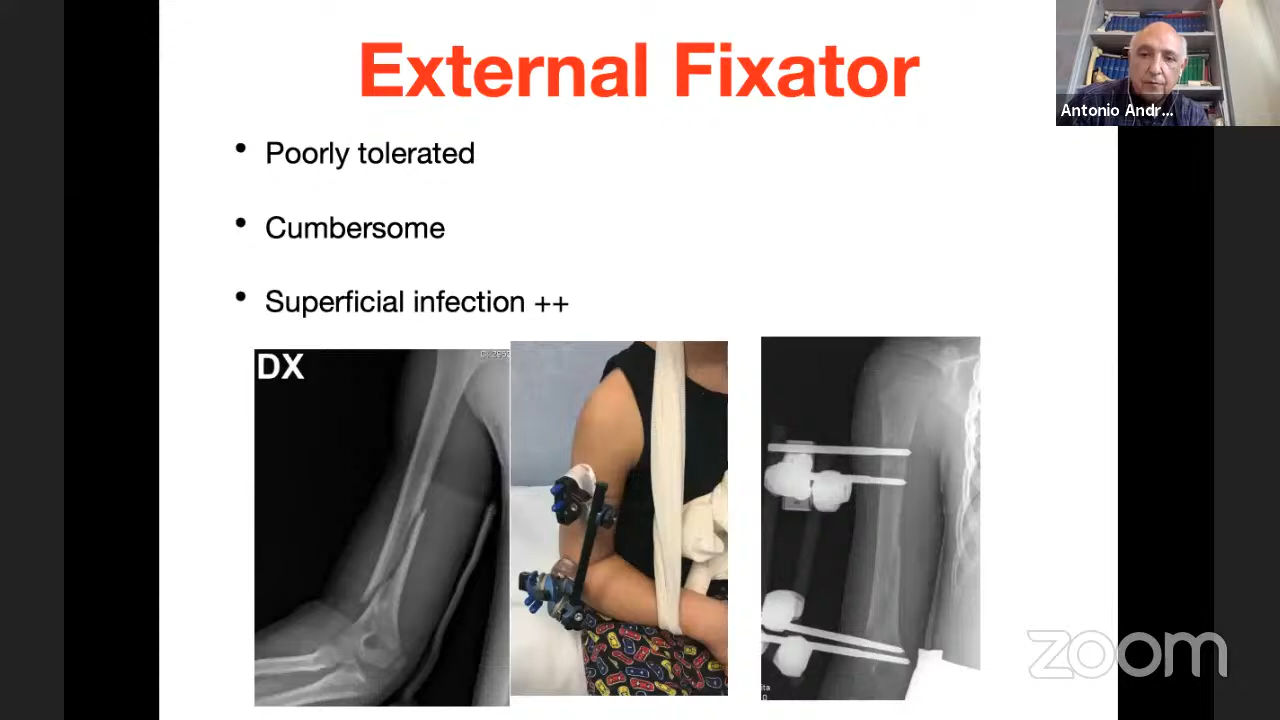 External Fixator
Antonio Andr...
• Poorly tolerated
• Cumbersome
• Superficial infection ++
DX
zoom